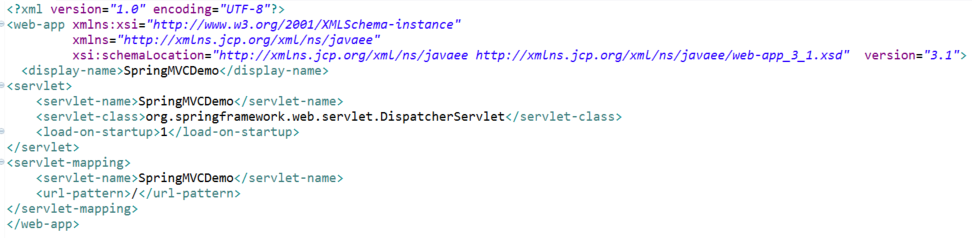 <?xml version="1.0" encoding="UTF-8"?>
<web-app xmlns:xsi="http://www.w3.org/2001/XMLSchema-instance"
         xmlns="http://xmlns.jcp.org/xml/ns/javaee"
         xsi:schemaLocation="http://xmlns.jcp.org/xml/ns/javaee http://xmlns.jcp.org/xml/ns/javaee/web-app_3_1.xsd"  version="3.1">
  <display-name>SpringMVCDemo</display-name>
<servlet>
    <servlet-name>SpringMVCDemo</servlet-name>
    <servlet-class>org.springframework.web.servlet.DispatcherServlet</servlet-class>
    <load-on-startup>1</load-on-startup>
</servlet>
<servlet-mapping>
    <servlet-name>SpringMVCDemo</servlet-name>
    <url-pattern>/</url-pattern>
</servlet-mapping>
</web-app>